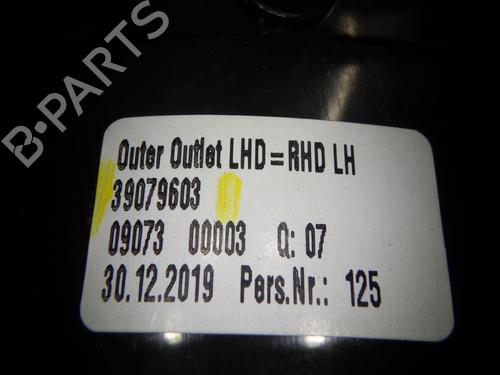 Outer Outlet LHD=RHD LH
39079603
09073 00003 Q: 07
30.12.2019 Pers.Nr.: 125
B-PARTS